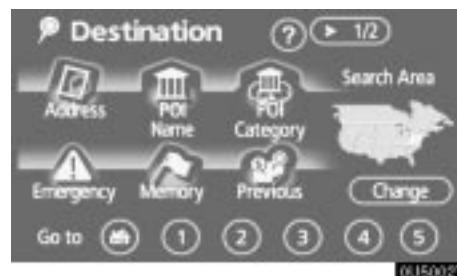 Destination ? ▶ 1/2
Search Area
Address POI Name POI Category
Emergency Memory Previous Change
Go to 1 2 3 4 5